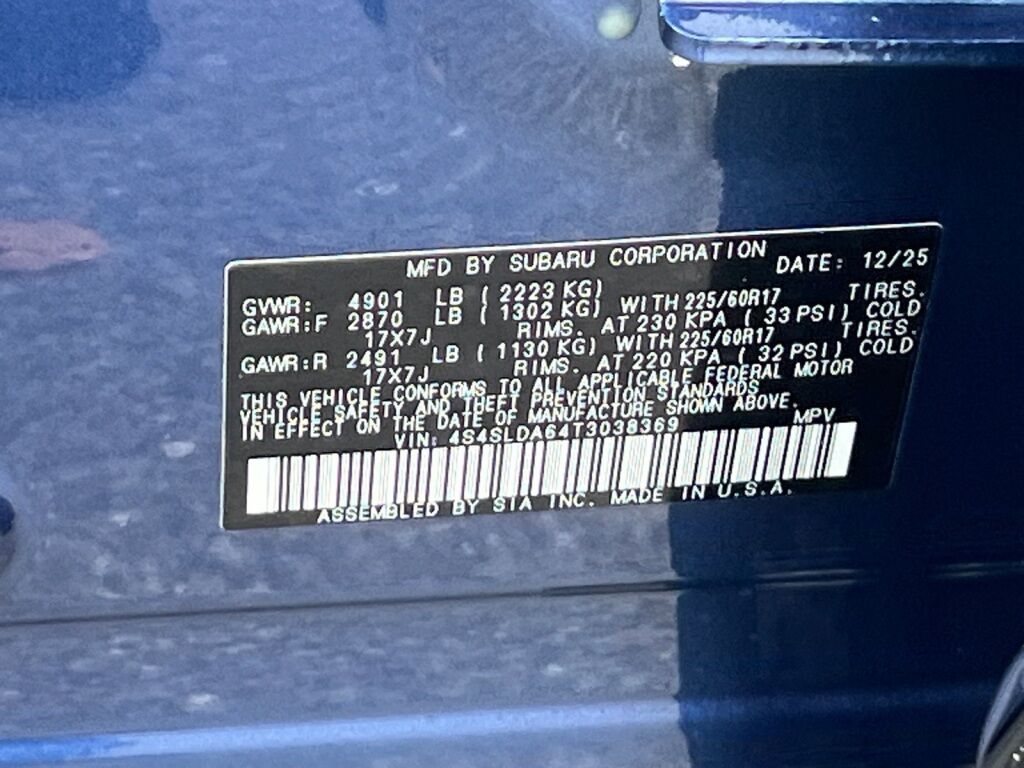 MFD BY SUBARU CORPORATION DATE: 12/25
GVWR: 4901 LB ( 2223 KG)
GAWR:F 2870 LB ( 1302 KG) WITH 225/60R17 TIRES.
17X7J RIMS. AT 230 KPA ( 33 PSI) COLD
GAWR:R 2491 LB ( 1130 KG) WITH 225/60R17 TIRES.
17X7J RIMS. AT 220 KPA ( 32 PSI) COLD
THIS VEHICLE CONFORMS TO ALL APPLICABLE FEDERAL MOTOR
VEHICLE SAFETY AND THEFT PREVENTION STANDARDS
IN EFFECT ON THE DATE OF MANUFACTURE SHOWN ABOVE.
VIN: 4S4SLDA64T3038369 MPV
ASSEMBLED BY SIA INC. MADE IN U.S.A.